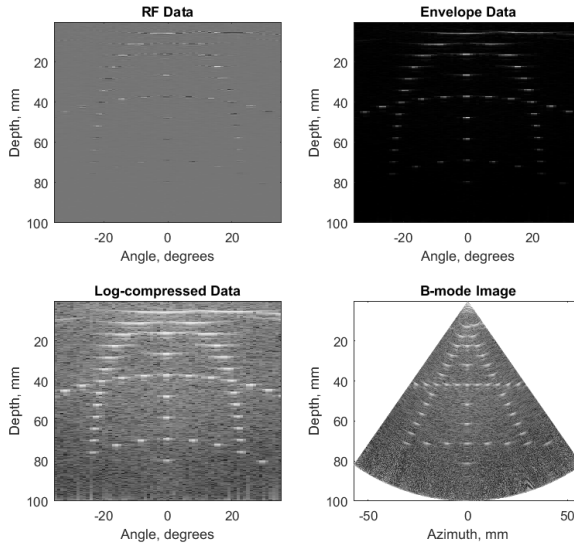 RF Data
Depth, mm
20
40
60
80
100
-20
0
20
Angle, degrees
Envelope Data
Depth, mm
20
40
60
80
100
-20
0
20
Angle, degrees
Log-compressed Data
Depth, mm
20
40
60
80
100
-20
0
20
Angle, degrees
B-mode Image
Depth, mm
20
40
60
80
100
-50
0
50
Azimuth, mm